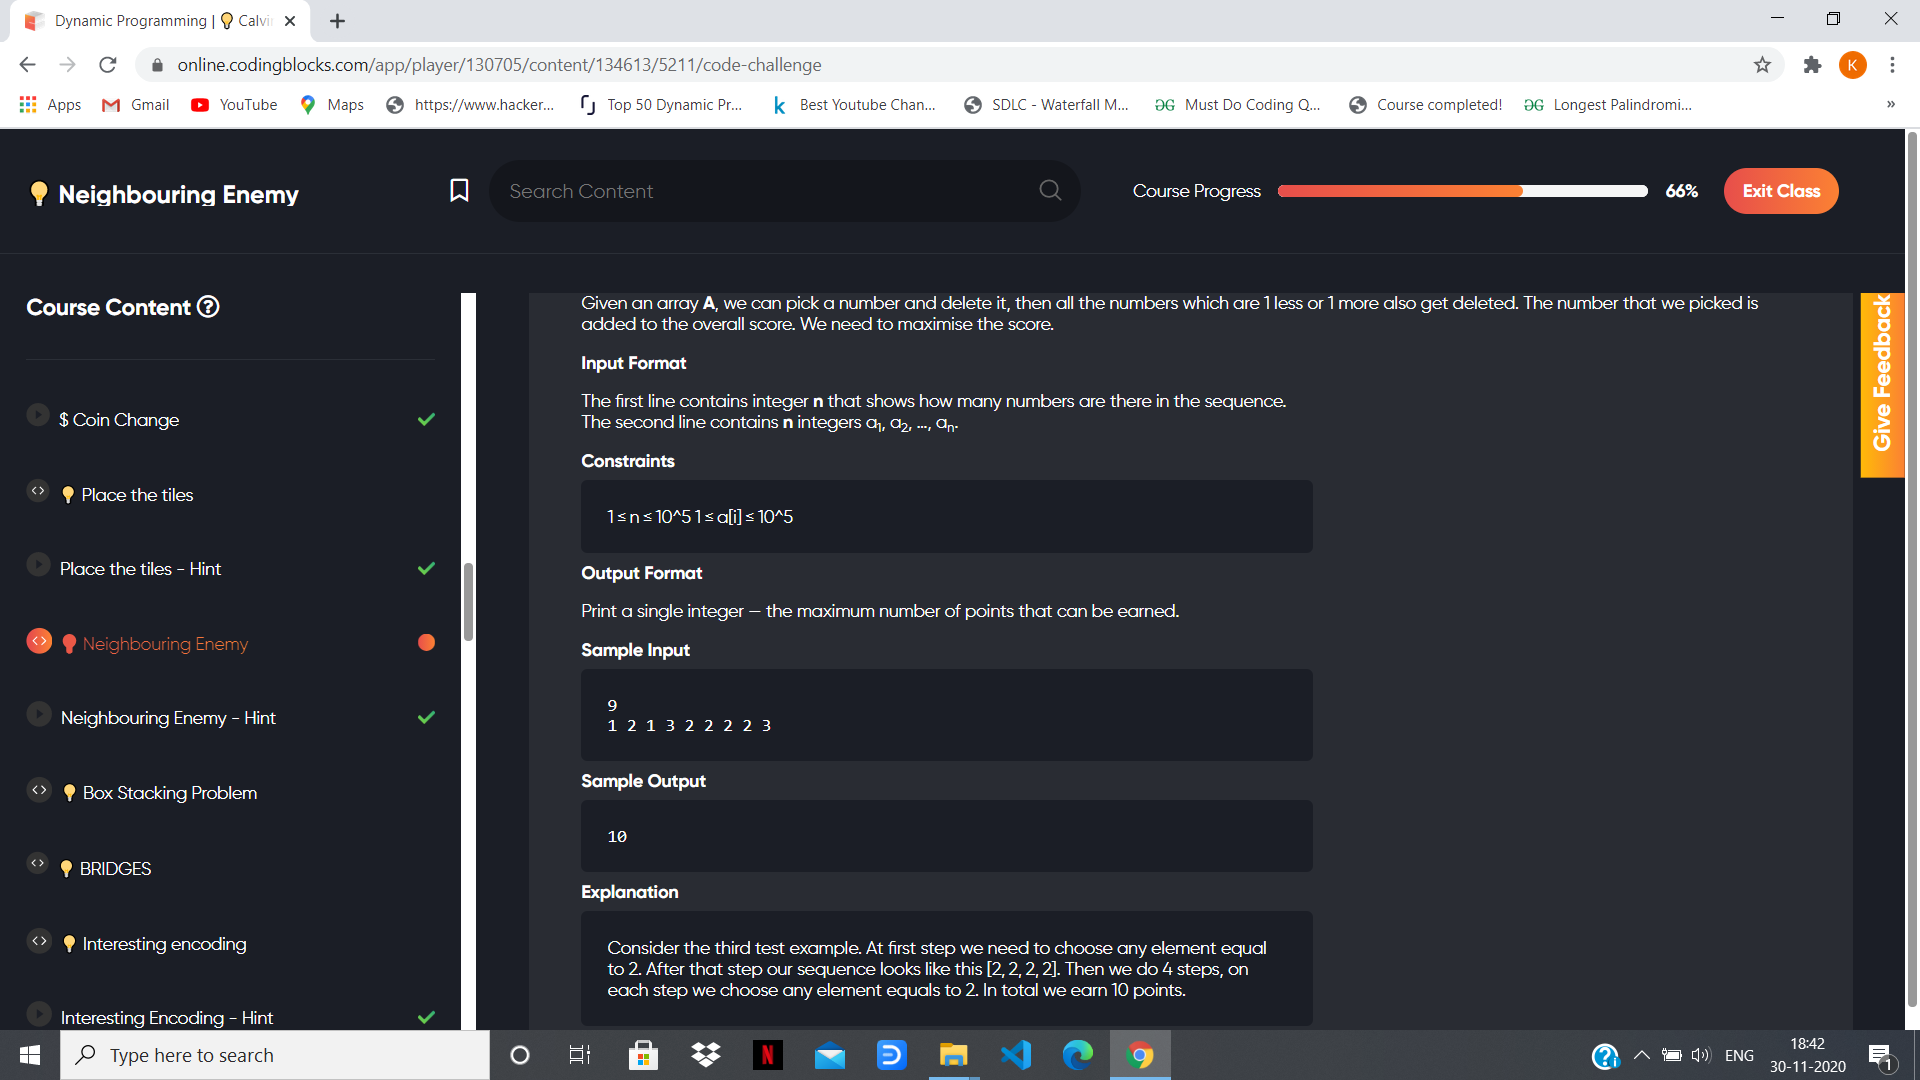 Dynamic Programming | 💡 Calvi
online.codingblocks.com/app/player/130705/content/134613/5211/code-challenge
K
Apps
Gmail
YouTube
Maps
https://www.hacker...
Top 50 Dynamic Pr...
Best Youtube Chan...
SDLC - Waterfall M...
Must Do Coding Q...
Course completed!
Longest Palindromi...
»
💡 Neighbouring Enemy
Search Content
Course Progress
66%
Exit Class
Course Content ?
$ Coin Change
💡 Place the tiles
Place the tiles - Hint
Neighbouring Enemy
Neighbouring Enemy - Hint
💡 Box Stacking Problem
💡 BRIDGES
💡 Interesting encoding
Interesting Encoding - Hint
Given an array A, we can pick a number and delete it, then all the numbers which are 1 less or 1 more also get deleted. The number that we picked is
added to the overall score. We need to maximise the score.
Input Format
The first line contains integer n that shows how many numbers are there in the sequence.
The second line contains n integers a1, a2, ..., an.
Constraints
1 ≤ n ≤ 10^5 1 ≤ a[i] ≤ 10^5
Output Format
Print a single integer — the maximum number of points that can be earned.
Sample Input
9
1 2 1 3 2 2 2 2 3
Sample Output
10
Explanation
Consider the third test example. At first step we need to choose any element equal
to 2. After that step our sequence looks like this [2, 2, 2, 2]. Then we do 4 steps, on
each step we choose any element equals to 2. In total we earn 10 points.
Give Feedback
Type here to search
ENG
18:42
30-11-2020
1